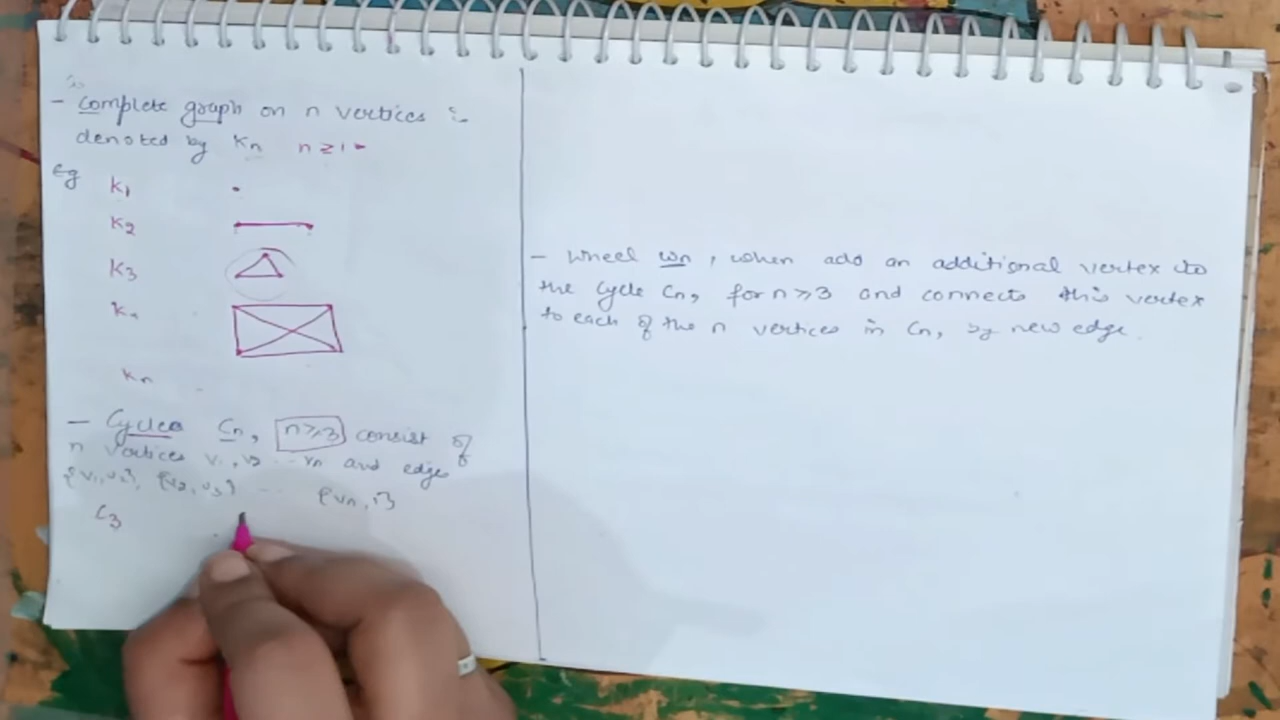 - Complete graph on n vertices is
denoted by Kn n≥1
Eg
K1
K2
K3
K4
Kn
- Cycles Cn, n≥3 consist of
n vertices v1, v2 ... vn and edge
{v1,v2}, {v2,v3} ... {vn,1}
C3
- Wheel Wn, when add an additional vertex to
the cycle Cn, for n≥3 and connects this vertex
to each of the n vertices in Cn, by new edge.